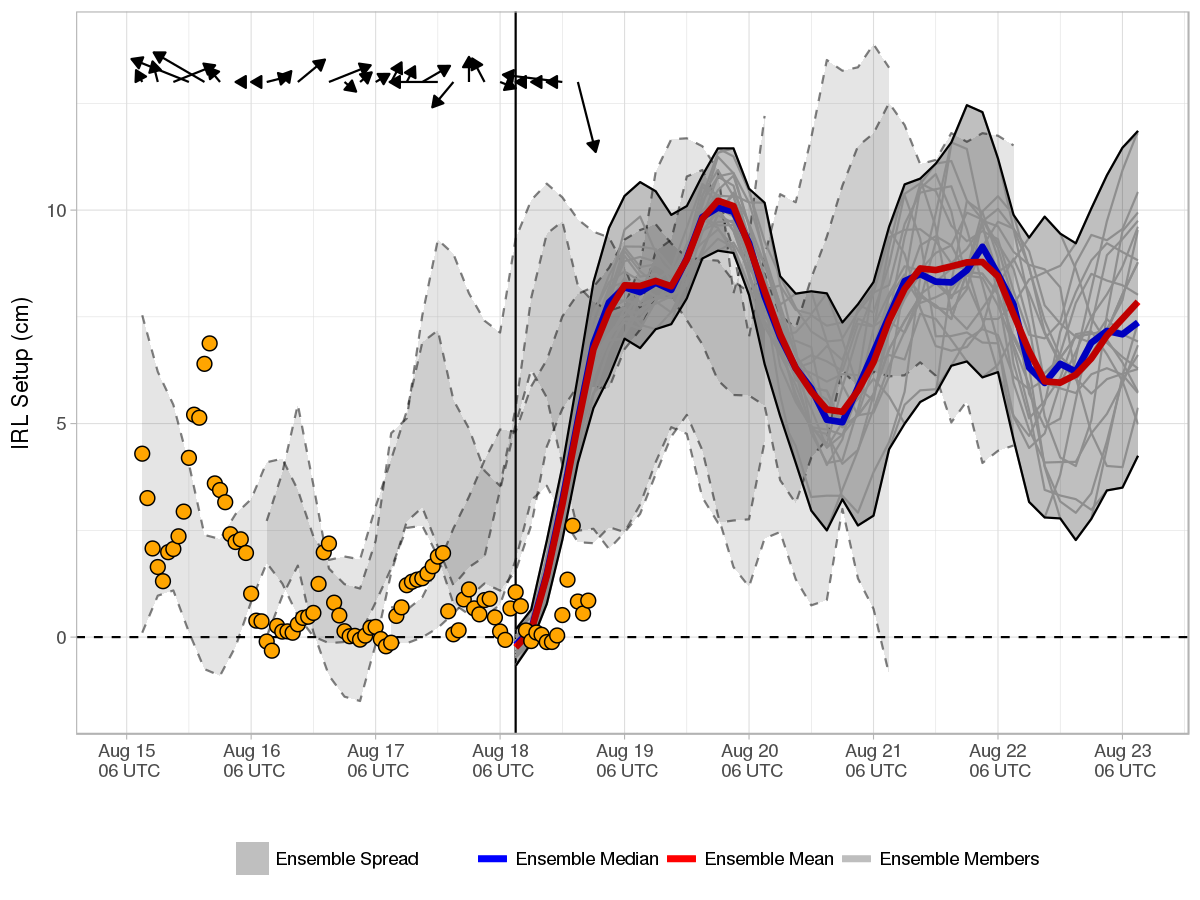 IRL Setup (cm)
10
5
0
Aug 15 Aug 16 Aug 17 Aug 18 Aug 19 Aug 20 Aug 21 Aug 22 Aug 23
06 UTC 06 UTC 06 UTC 06 UTC 06 UTC 06 UTC 06 UTC 06 UTC 06 UTC
Ensemble Spread Ensemble Median Ensemble Mean Ensemble Members